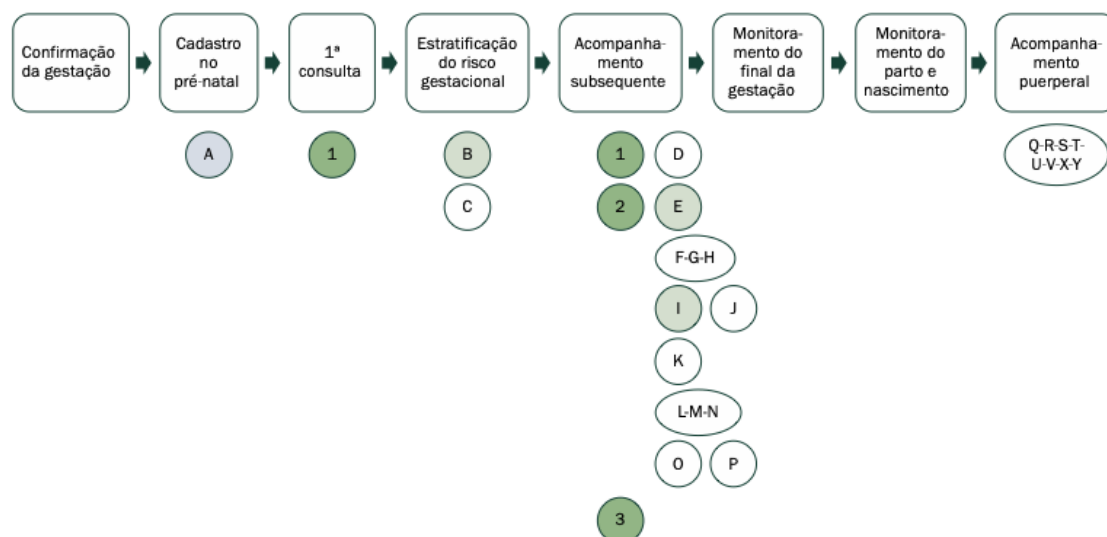 Confirmação
da gestação
Cadastro
no
pré-natal
1ª
consulta
Estratificação
do risco
gestacional
Acompanha-
mento
subsequente
Monitora-
mento do
final da
gestação
Monitora-
mento do
parto e
nascimento
Acompanha-
mento
puerperal
A
1
B
C
1
D
2
E
F-G-H
I
J
K
L-M-N
O
P
3
Q-R-S-T-
U-V-X-Y